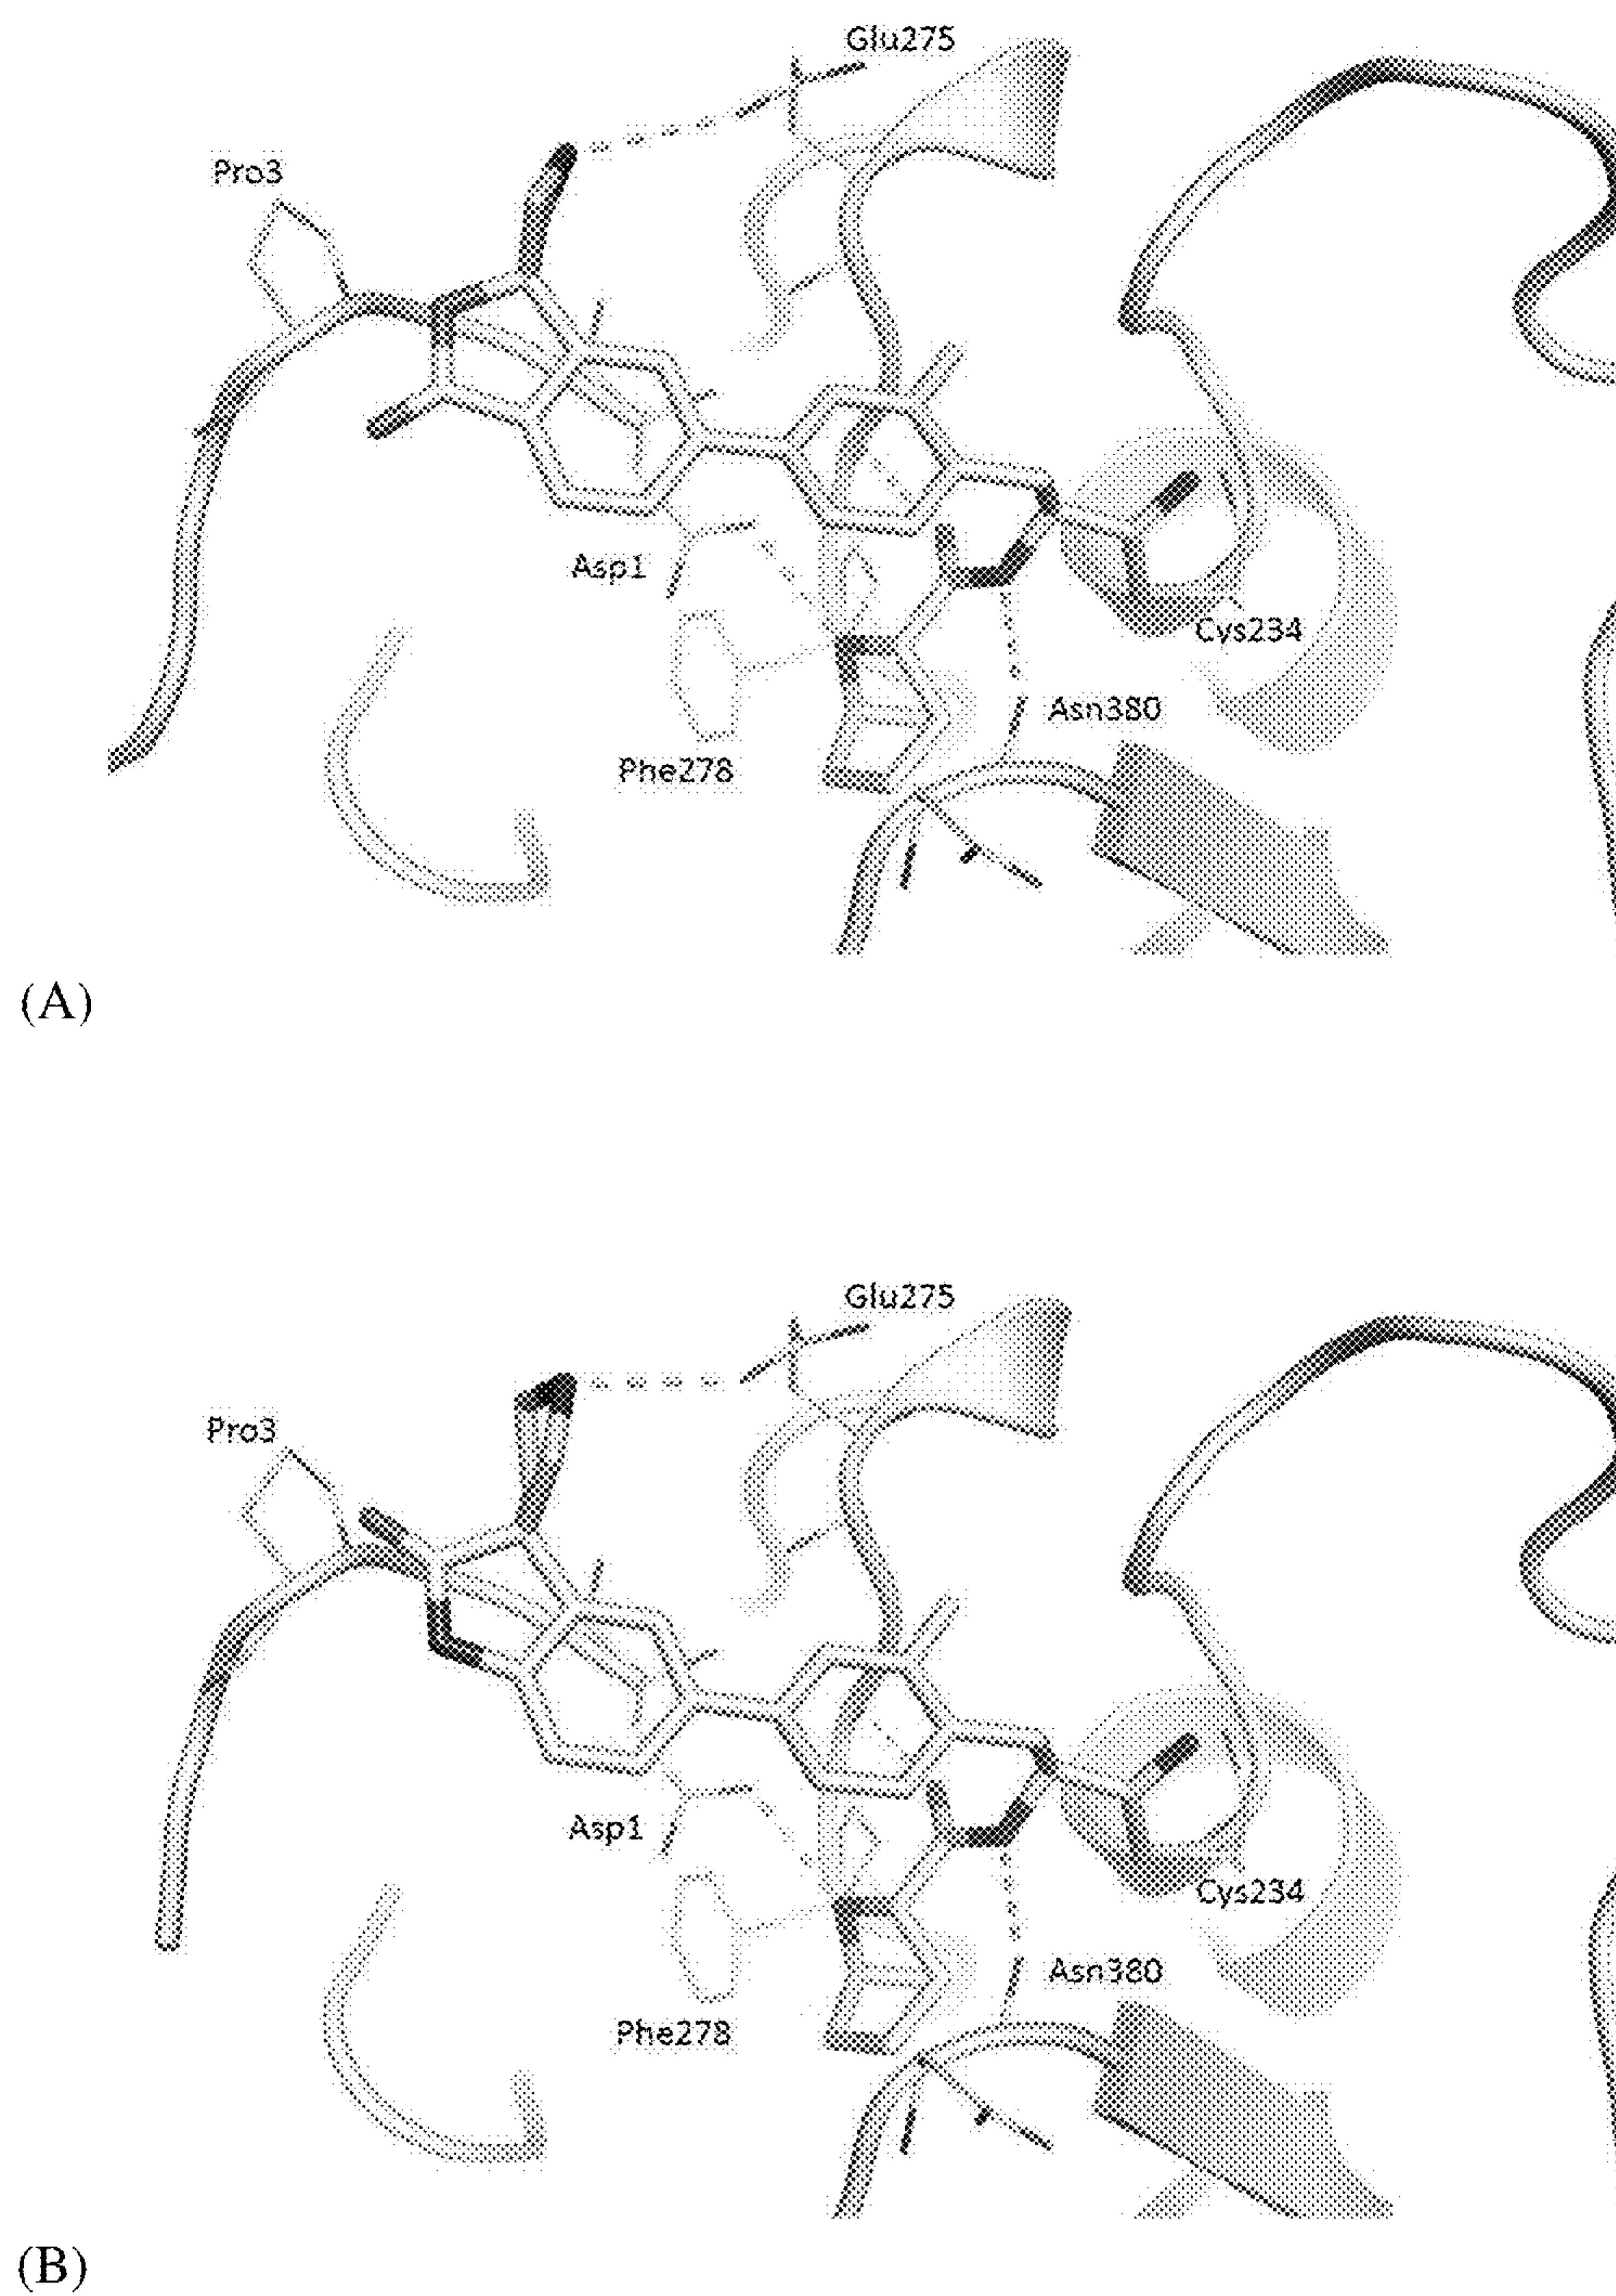 Glu275
Pro3
Asp1
Cys234
Asn380
Phe278
(A)
Glu275
Pro3
Asp1
Cys234
Asn380
Phe278
(B)